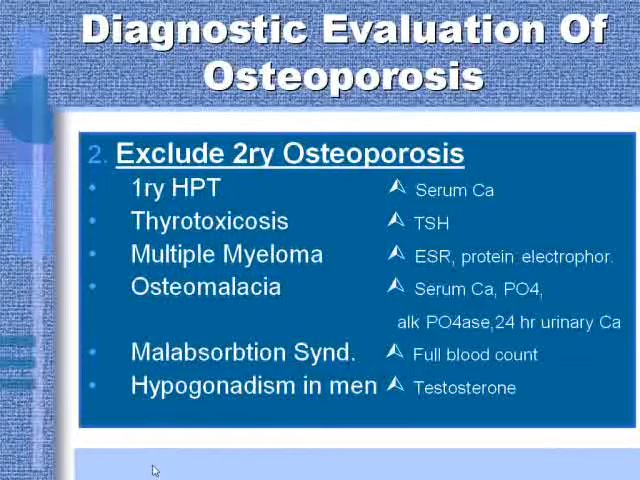 Diagnostic Evaluation Of
Osteoporosis
2. Exclude 2ry Osteoporosis
• 1ry HPT Serum Ca
• Thyrotoxicosis TSH
• Multiple Myeloma ESR, protein electrophor.
• Osteomalacia Serum Ca, PO4,
alk PO4ase,24 hr urinary Ca
• Malabsorbtion Synd. Full blood count
• Hypogonadism in men Testosterone